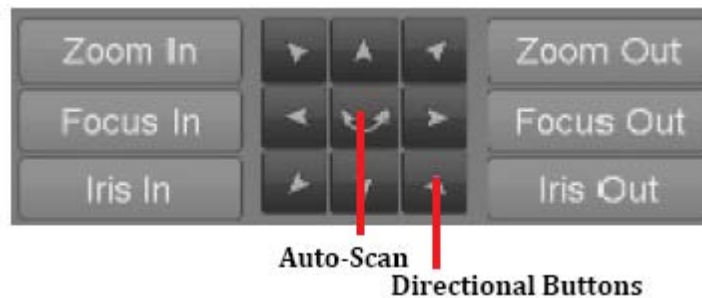 Zoom In
Zoom Out
Focus In
Focus Out
Iris In
Iris Out
Auto-Scan
Directional Buttons